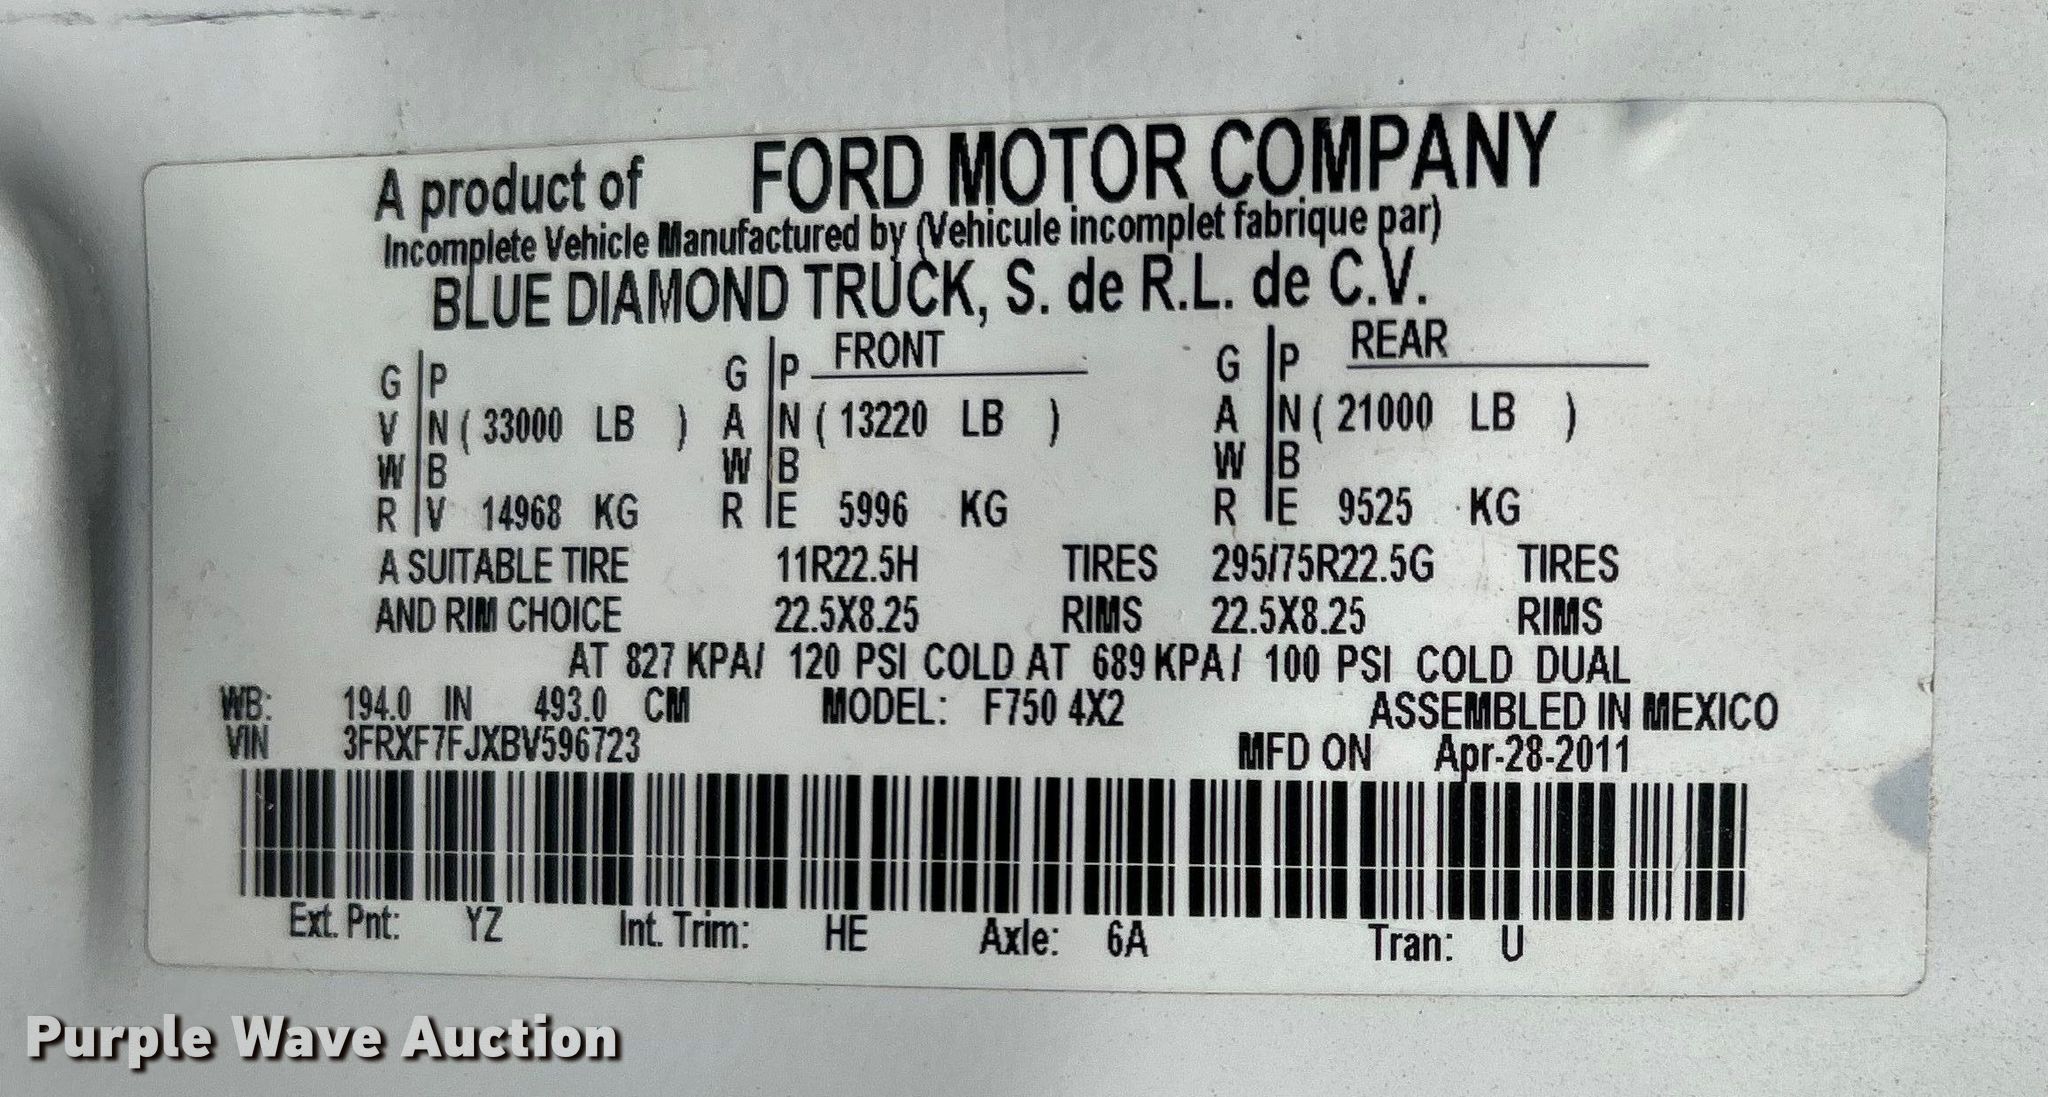 A product of FORD MOTOR COMPANY
Incomplete Vehicle Manufactured by (Vehicule incomplet fabrique par)
BLUE DIAMOND TRUCK, S. de R.L. de C.V.
G P G P FRONT G P REAR
V N ( 33000 LB ) A N ( 13220 LB ) A N ( 21000 LB )
W B W B W B
R V 14968 KG R E 5996 KG R E 9525 KG
A SUITABLE TIRE 11R22.5H TIRES 295/75R22.5G TIRES
AND RIM CHOICE 22.5X8.25 RIMS 22.5X8.25 RIMS
AT 827 KPA/ 120 PSI COLD AT 689 KPA/ 100 PSI COLD DUAL
WB: 194.0 IN 493.0 CM MODEL: F750 4X2 ASSEMBLED IN MEXICO
VIN 3FRXF7FJXBV596723 MFD ON Apr-28-2011
Ext. Pnt: YZ Int. Trim: HE Axle: 6A Tran: U
Purple Wave Auction